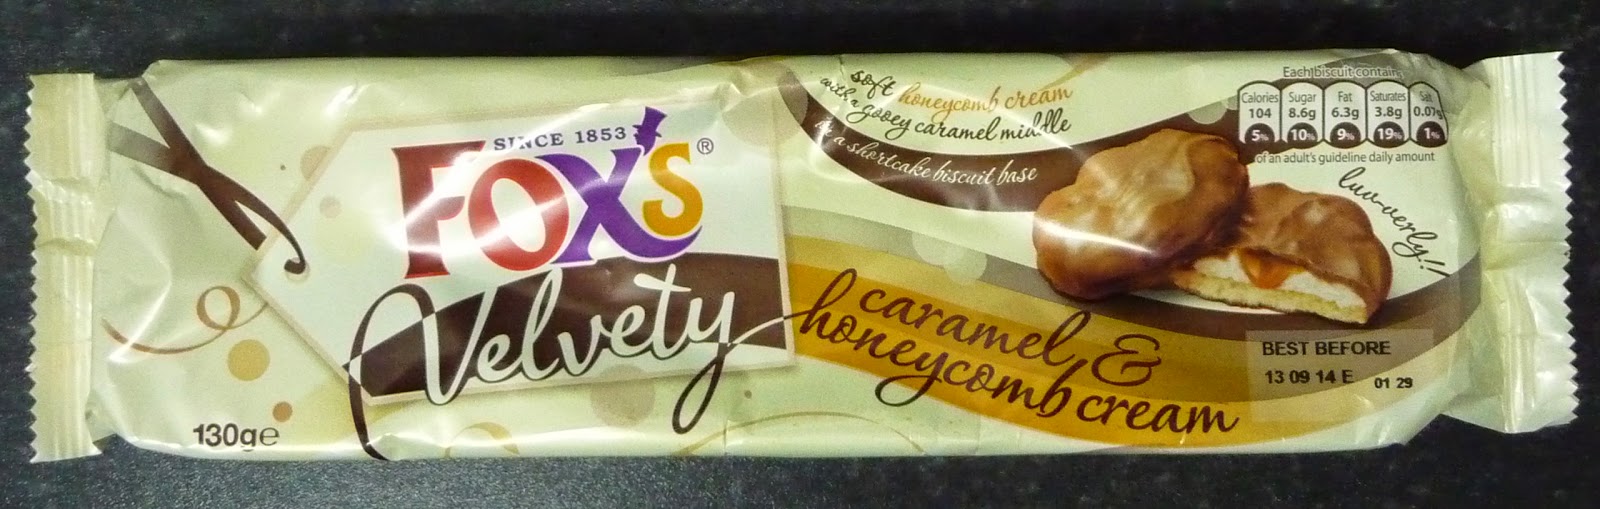 SINCE 1853
FOX'S®
Velvety
130g℮
soft honeycomb cream
with a gooey caramel middle
on a shortcake biscuit base
caramel &
honeycomb cream
Each biscuit contains
Calories Sugar Fat Saturates Salt
104 8.6g 6.3g 3.8g 0.07g
5% 10% 9% 19% 1%
of an adult's guideline daily amount
luv-verly!!
BEST BEFORE
13 09 14 E 01 29